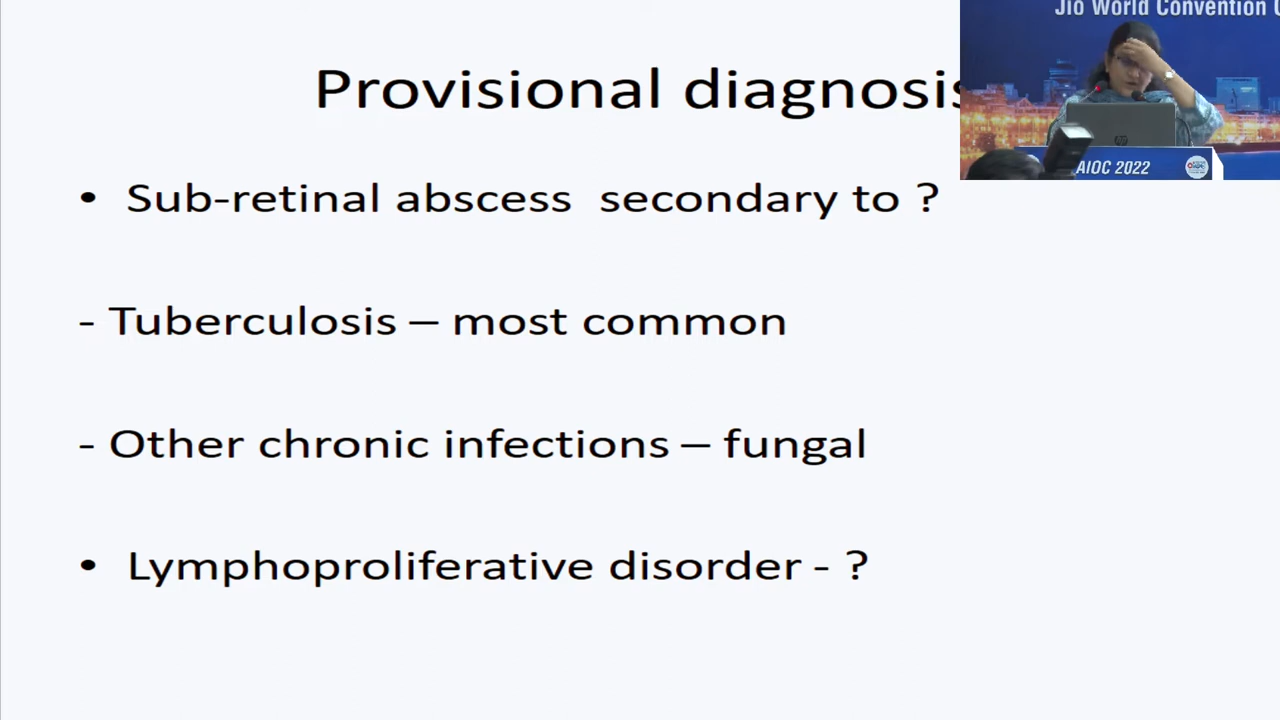 Jio World Convention
Provisional diagnosis
AIOC 2022
• Sub-retinal abscess secondary to ?
- Tuberculosis – most common
- Other chronic infections – fungal
• Lymphoproliferative disorder - ?
hp